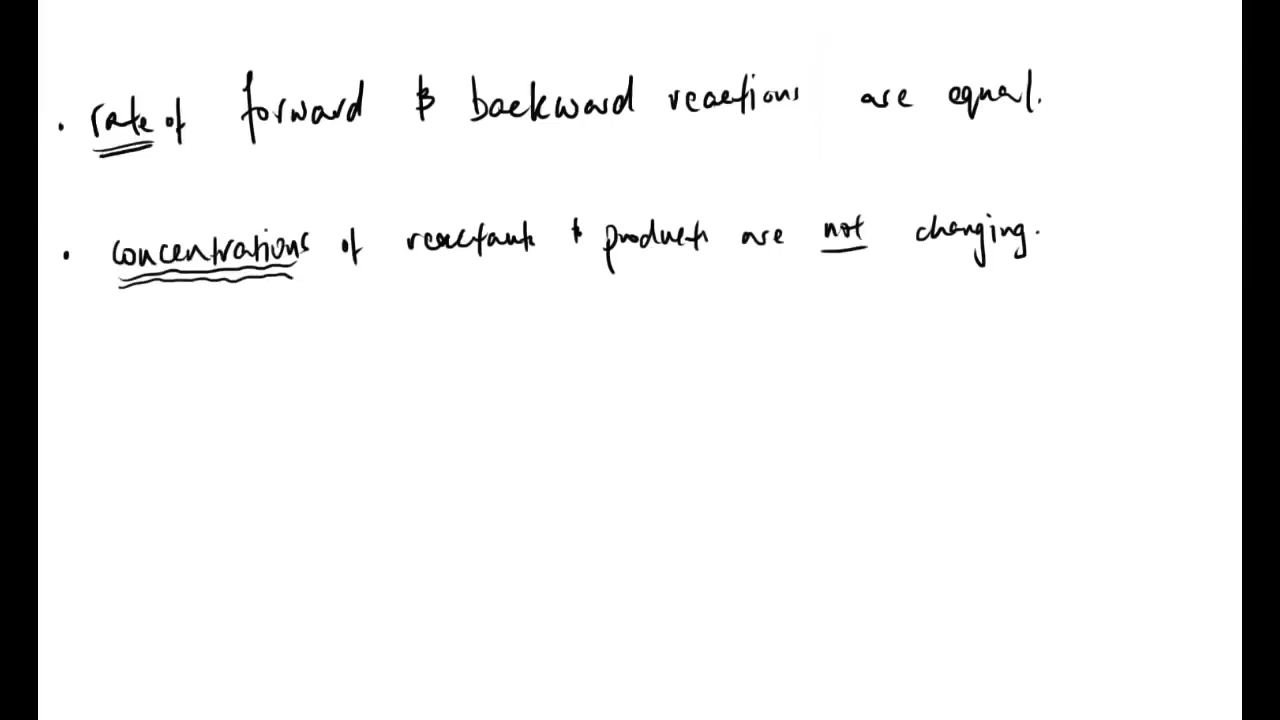 . rate of forward & backward reactions are equal.
. concentrations of reactants & products are not changing.